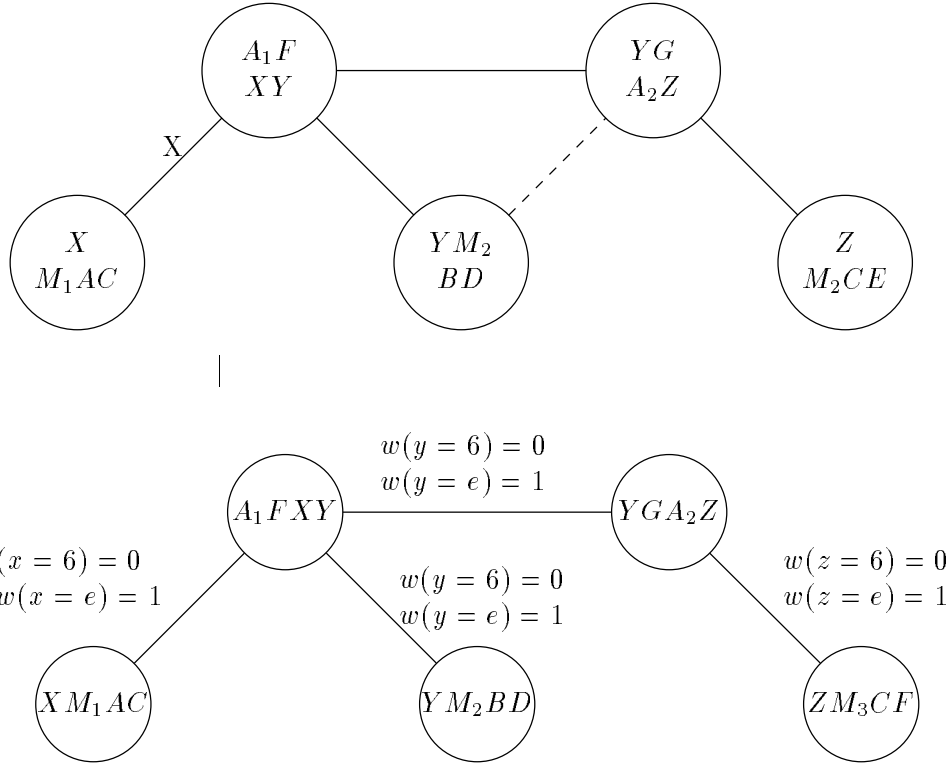 A₁F
XY
YG
A₂Z
X
X
M₁AC
YM₂
BD
Z
M₂CE
w(y = 6) = 0
w(y = e) = 1
A₁FXY
YGA₂Z
(x = 6) = 0
w(x = e) = 1
w(y = 6) = 0
w(y = e) = 1
w(z = 6) = 0
w(z = e) = 1
XM₁AC
YM₂BD
ZM₃CF